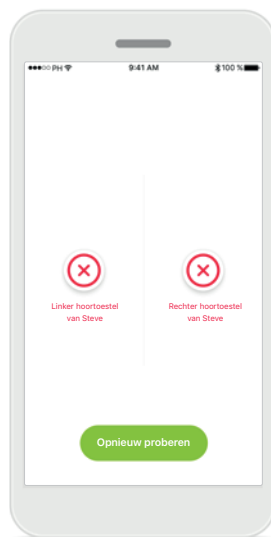 PH 9:41 AM 100 %
Linker hoortoestel
van Steve
Rechter hoortoestel
van Steve
Opnieuw proberen